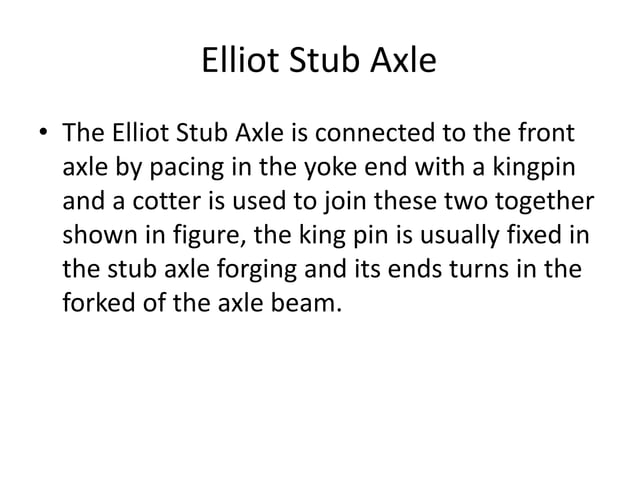 Elliot Stub Axle
• The Elliot Stub Axle is connected to the front
axle by pacing in the yoke end with a kingpin
and a cotter is used to join these two together
shown in figure, the king pin is usually fixed in
the stub axle forging and its ends turns in the
forked of the axle beam.